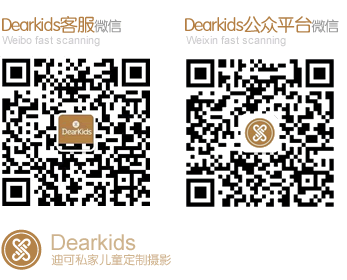 Dearkids客服微信
Weibo fast scanning
Dearkids公众平台微信
Weixin fast scanning
DearKids
Dearkids
迪可私家儿童定制摄影